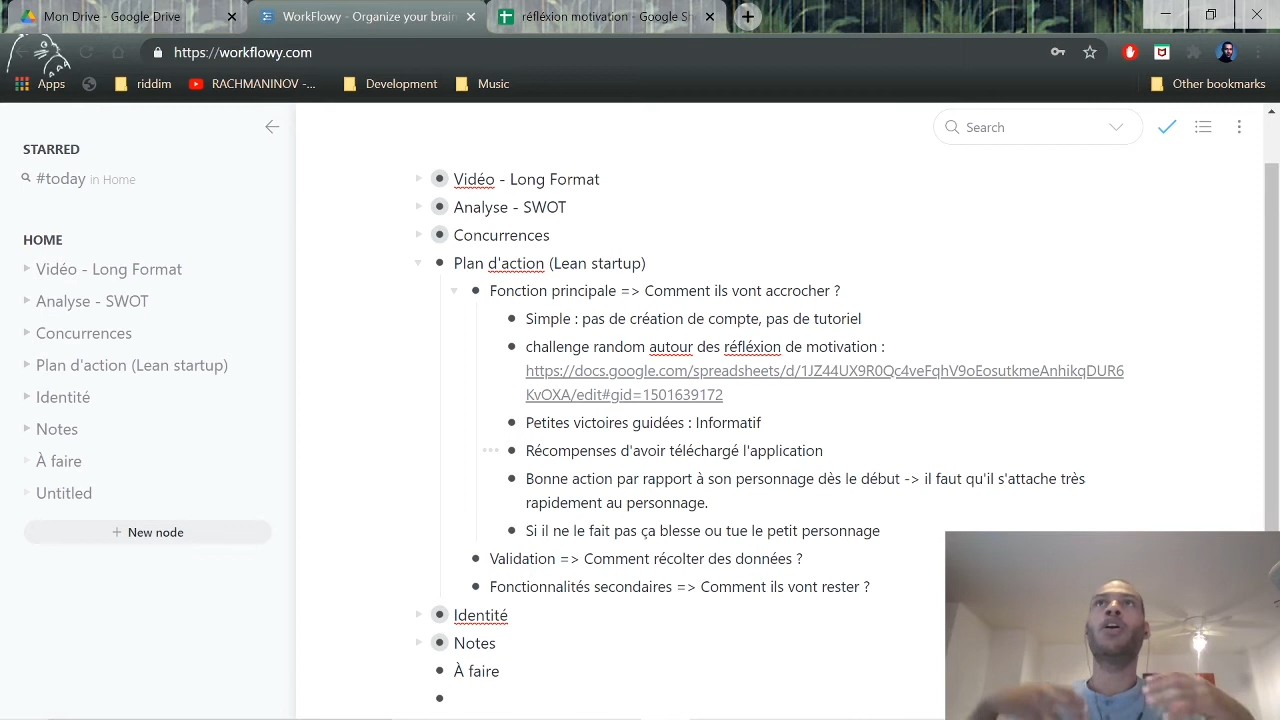 Mon Drive - Google Drive
WorkFlowy - Organize your brain
réfléxion motivation - Google She
https://workflowy.com
Apps
riddim
RACHMANINOV -...
Development
Music
Other bookmarks
STARRED
#today in Home
HOME
Vidéo - Long Format
Analyse - SWOT
Concurrences
Plan d'action (Lean startup)
Identité
Notes
À faire
Untitled
+ New node
Search
Vidéo - Long Format
Analyse - SWOT
Concurrences
Plan d'action (Lean startup)
Fonction principale => Comment ils vont accrocher ?
Simple : pas de création de compte, pas de tutoriel
challenge random autour des réfléxion de motivation :
https://docs.google.com/spreadsheets/d/1JZ44UX9R0Qc4veFqhV9oEosutkmeAnhikqDUR6
KvOXA/edit#gid=1501639172
Petites victoires guidées : Informatif
Récompenses d'avoir téléchargé l'application
Bonne action par rapport à son personnage dès le début -> il faut qu'il s'attache très
rapidement au personnage.
Si il ne le fait pas ça blesse ou tue le petit personnage
Validation => Comment récolter des données ?
Fonctionnalités secondaires => Comment ils vont rester ?
Identité
Notes
À faire